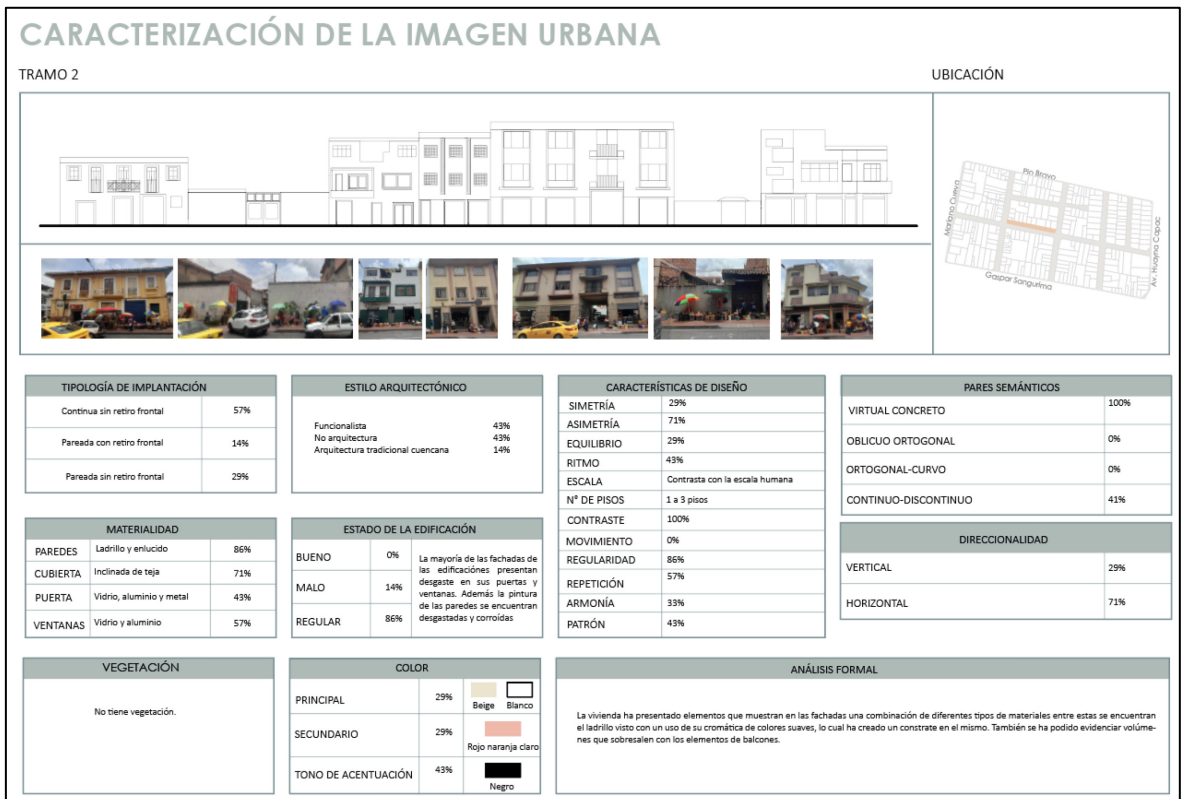 CARACTERIZACIÓN DE LA IMAGEN URBANA
TRAMO 2
UBICACIÓN
Pio Bravo
Mariano Cueva
Av. Huayna Capac
Gaspar Sangurima
TIPOLOGÍA DE IMPLANTACIÓN
Continua sin retiro frontal 57%
Pareada con retiro frontal 14%
Pareada sin retiro frontal 29%
ESTILO ARQUITECTÓNICO
Funcionalista 43%
No arquitectura 43%
Arquitectura tradicional cuencana 14%
CARACTERÍSTICAS DE DISEÑO
SIMETRÍA 29%
ASIMETRÍA 71%
EQUILIBRIO 29%
RITMO 43%
ESCALA Contrasta con la escala humana
N° DE PISOS 1 a 3 pisos
CONTRASTE 100%
MOVIMIENTO 0%
REGULARIDAD 86%
REPETICIÓN 57%
ARMONÍA 33%
PATRÓN 43%
PARES SEMÁNTICOS
VIRTUAL CONCRETO 100%
OBLICUO ORTOGONAL 0%
ORTOGONAL-CURVO 0%
CONTINUO-DISCONTINUO 41%
MATERIALIDAD
PAREDES Ladrillo y enlucido 86%
CUBIERTA Inclinada de teja 71%
PUERTA Vidrio, aluminio y metal 43%
VENTANAS Vidrio y aluminio 57%
ESTADO DE LA EDIFICACIÓN
BUENO 0%
MALO 14%
REGULAR 86%
La mayoría de las fachadas de
las edificaciónes presentan
desgaste en sus puertas y
ventanas. Además la pintura
de las paredes se encuentran
desgastadas y corroídas
DIRECCIONALIDAD
VERTICAL 29%
HORIZONTAL 71%
VEGETACIÓN
No tiene vegetación.
COLOR
PRINCIPAL 29%
Beige Blanco
SECUNDARIO 29%
Rojo naranja claro
TONO DE ACENTUACIÓN 43%
Negro
ANÁLISIS FORMAL
La vivienda ha presentado elementos que muestran en las fachadas una combinación de diferentes tipos de materiales entre estas se encuentran
el ladrillo visto con un uso de su cromática de colores suaves, lo cual ha creado un constrate en el mismo. También se ha podido evidenciar volúme-
nes que sobresalen con los elementos de balcones.